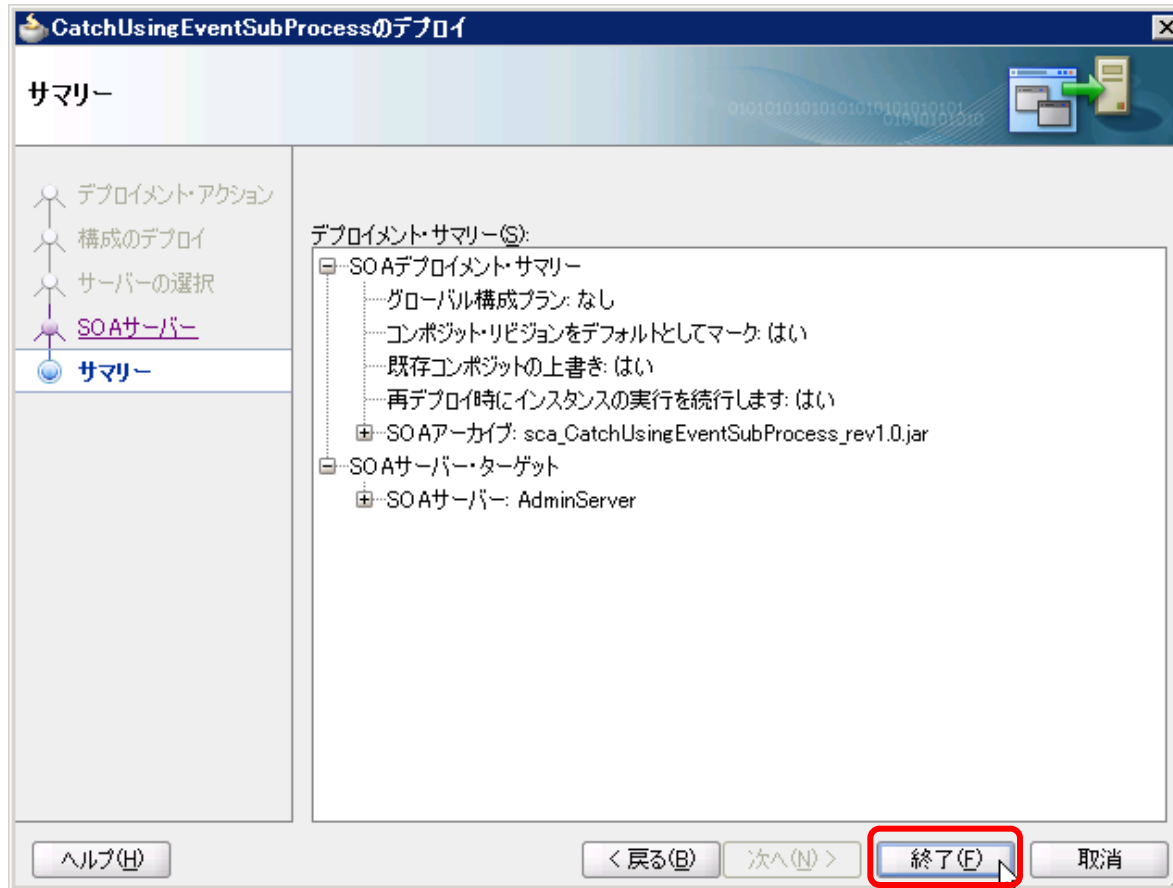 CatchUsingEventSubProcessのデプロイ
サマリー
デプロイメント・アクション
構成のデプロイ
サーバーの選択
SOAサーバー
サマリー
デプロイメント・サマリー(S):
SOAデプロイメント・サマリー
グローバル構成プラン: なし
コンポジット・リビジョンをデフォルトとしてマーク: はい
既存コンポジットの上書き: はい
再デプロイ時にインスタンスの実行を続行します: はい
SOAアーカイブ: sca_CatchUsingEventSubProcess_rev1.0.jar
SOAサーバー・ターゲット
SOAサーバー: AdminServer
ヘルプ(H)
< 戻る(B)
次へ(N) >
終了(F)
取消